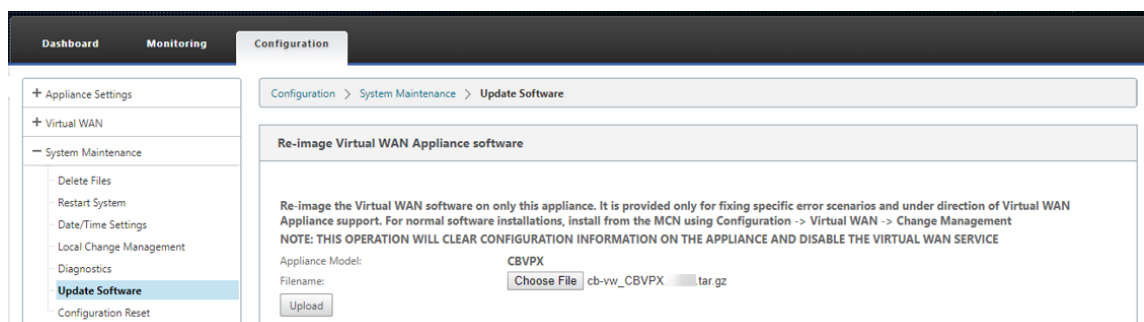 Dashboard Monitoring Configuration
+ Appliance Settings
+ Virtual WAN
− System Maintenance
Delete Files
Restart System
Date/Time Settings
Local Change Management
Diagnostics
Update Software
Configuration Reset
Configuration > System Maintenance > Update Software
Re-image Virtual WAN Appliance software
Re-image the Virtual WAN software on only this appliance. It is provided only for fixing specific error scenarios and under direction of Virtual WAN
Appliance support. For normal software installations, install from the MCN using Configuration -> Virtual WAN -> Change Management
NOTE: THIS OPERATION WILL CLEAR CONFIGURATION INFORMATION ON THE APPLIANCE AND DISABLE THE VIRTUAL WAN SERVICE
Appliance Model: CBVPX
Filename: Choose File cb-vw_CBVPX .tar.gz
Upload